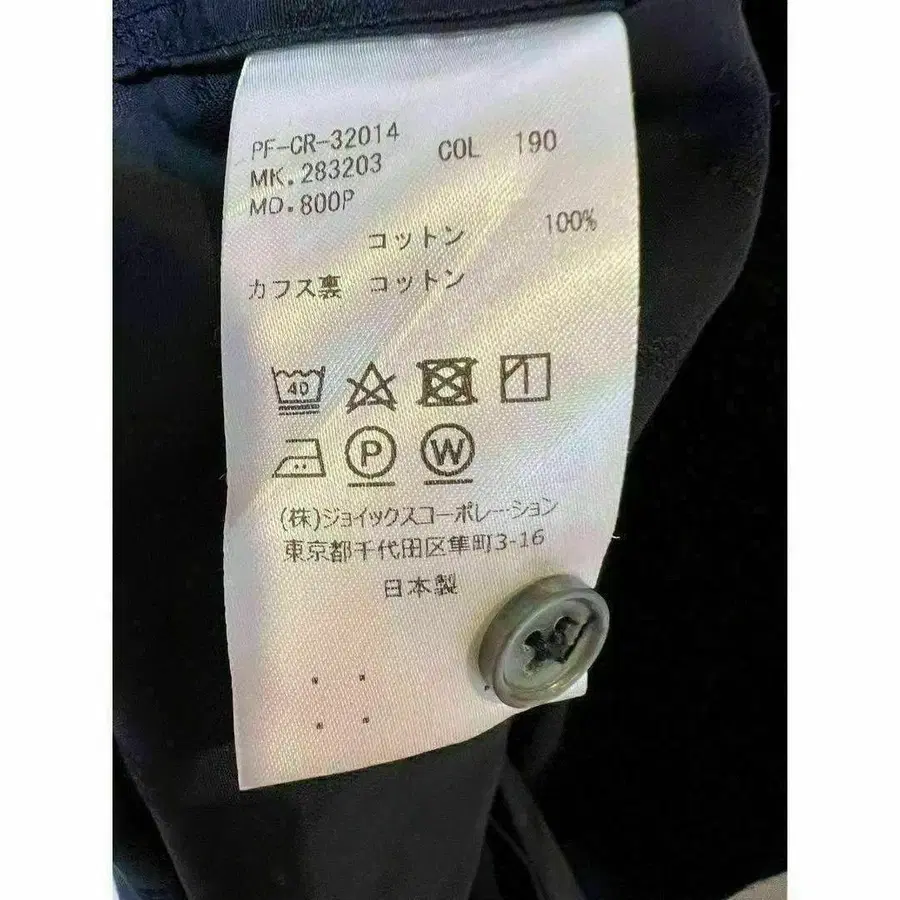 PF-CR-32014 COL 190
MK.283203
MD.800P
コットン 100%
カフス裏 コットン
40
P W
(株)ジョイックスコーポレーション
東京都千代田区隼町3-16
日本製